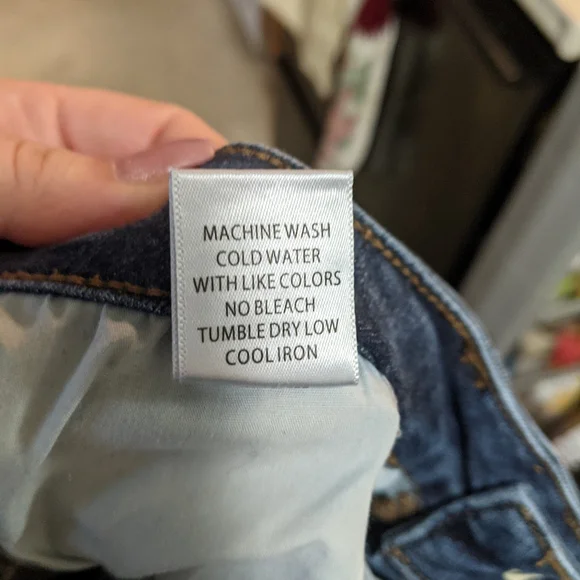 MACHINE WASH
COLD WATER
WITH LIKE COLORS
NO BLEACH
TUMBLE DRY LOW
COOL IRON